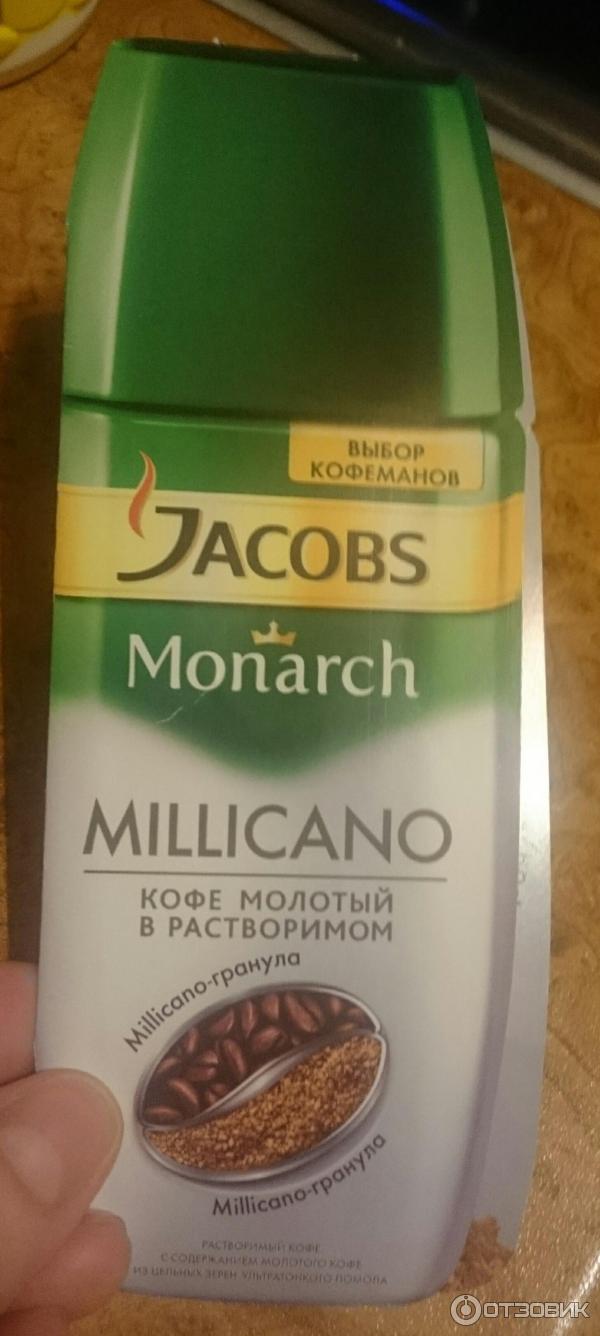 ВЫБОР
КОФЕМАНОВ
JACOBS
Monarch
MILLICANO
КОФЕ МОЛОТЫЙ
В РАСТВОРИМОМ
Millicano-гранула
Millicano-гранула
РАСТВОРИМЫЙ КОФЕ
С СОДЕРЖАНИЕМ МОЛОТОГО КОФЕ
ИЗ ЦЕЛЬНЫХ ЗЕРЕН УЛЬТРАТОНКОГО ПОМОЛА
ОТЗОВИК